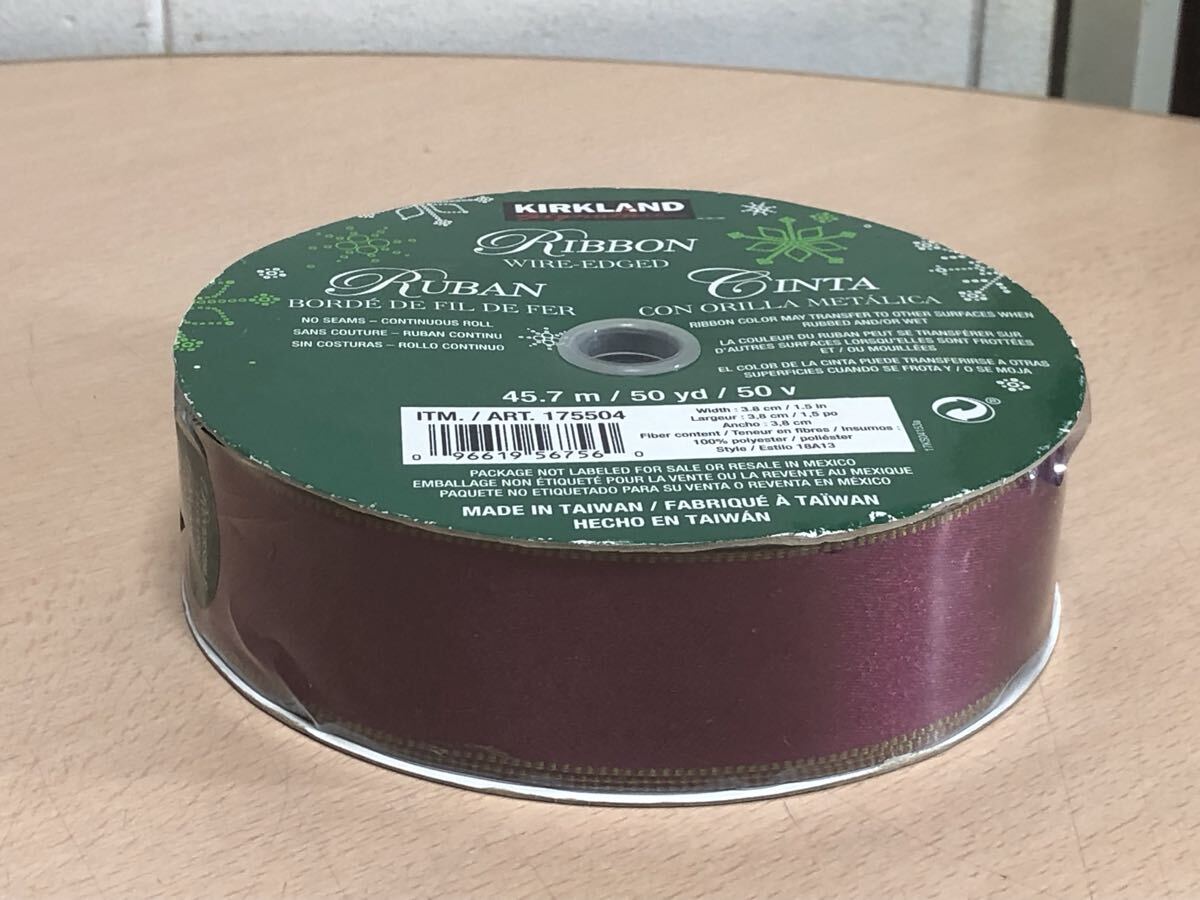 KIRKLAND
RIBBON
WIRE-EDGED
RUBAN
BORDÉ DE FIL DE FER
CINTA
CON ORILLA METÁLICA
NO SEAMS – CONTINUOUS ROLL
SANS COUTURE – RUBAN CONTINU
SIN COSTURAS – ROLLO CONTINUO
RIBBON COLOR MAY TRANSFER TO OTHER SURFACES WHEN
RUBBED AND/OR WET
LA COULEUR DU RUBAN PEUT SE TRANSFÉRER SUR
D'AUTRES SURFACES LORSQU'ELLES SONT FROTTÉES
ET / OU MOUILLÉES
EL COLOR DE LA CINTA PUEDE TRANSFERIRSE A OTRAS
SUPERFICIES CUANDO SE FROTA Y / O SE MOJA
45.7 m / 50 yd / 50 v
ITM. / ART. 175504
0 96619 56756 0
Width : 3.8 cm / 1.5 in
Largeur : 3,8 cm / 1,5 po
Ancho : 3,8 cm
Fiber content / Teneur en fibres / Insumos :
100% polyester / poliéster
Style / Estilo 18A13
PACKAGE NOT LABELED FOR SALE OR RESALE IN MEXICO
EMBALLAGE NON ÉTIQUETÉ POUR LA VENTE OU LA REVENTE AU MEXIQUE
PAQUETE NO ETIQUETADO PARA SU VENTA O REVENTA EN MÉXICO
MADE IN TAIWAN / FABRIQUÉ À TAÏWAN
HECHO EN TAIWÁN